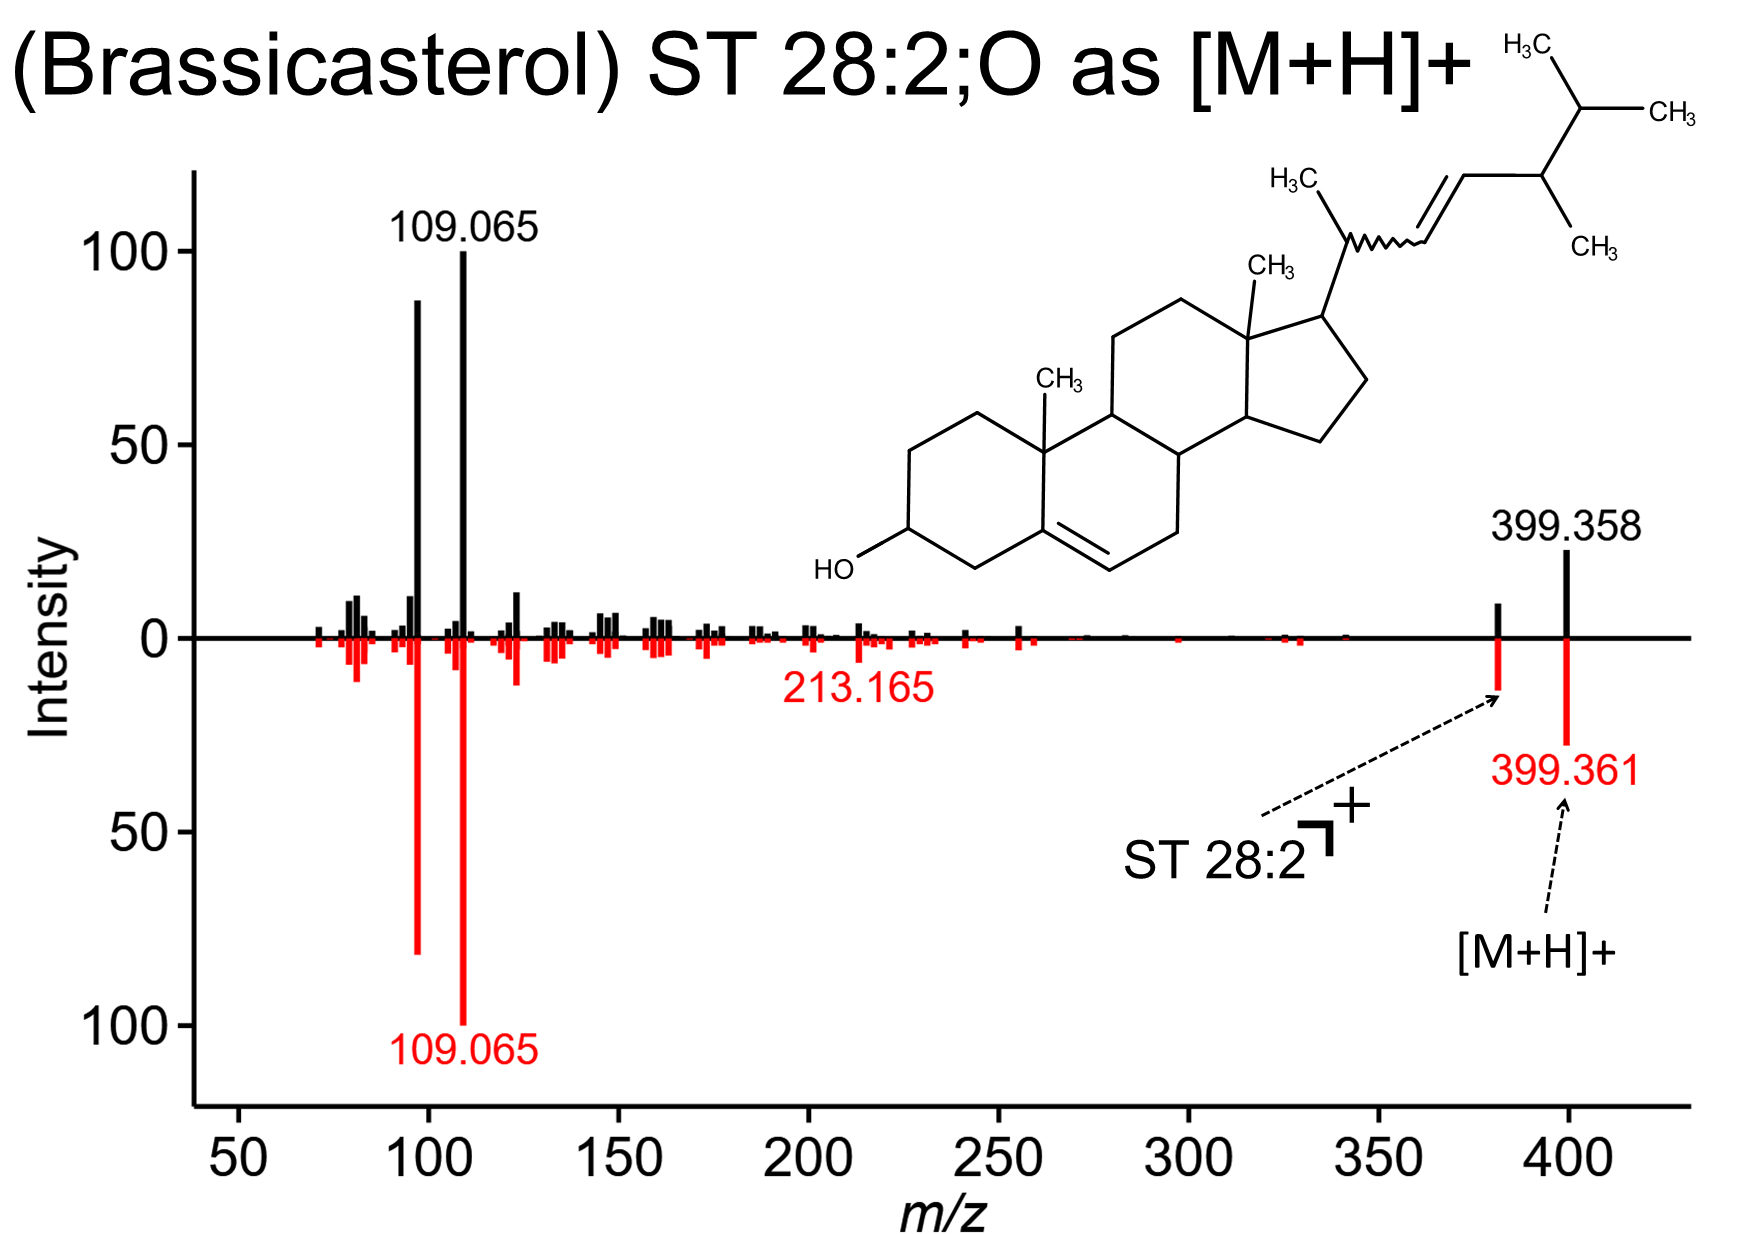 (Brassicasterol) ST 28:2;O as [M+H]+
H₃C
CH₃
H₃C
CH₃
CH₃
CH₃
HO
109.065
399.358
213.165
399.361
109.065
ST 28:2 ⌝+
[M+H]+
Intensity
100
50
0
50
100
50 100 150 200 250 300 350 400
m/z